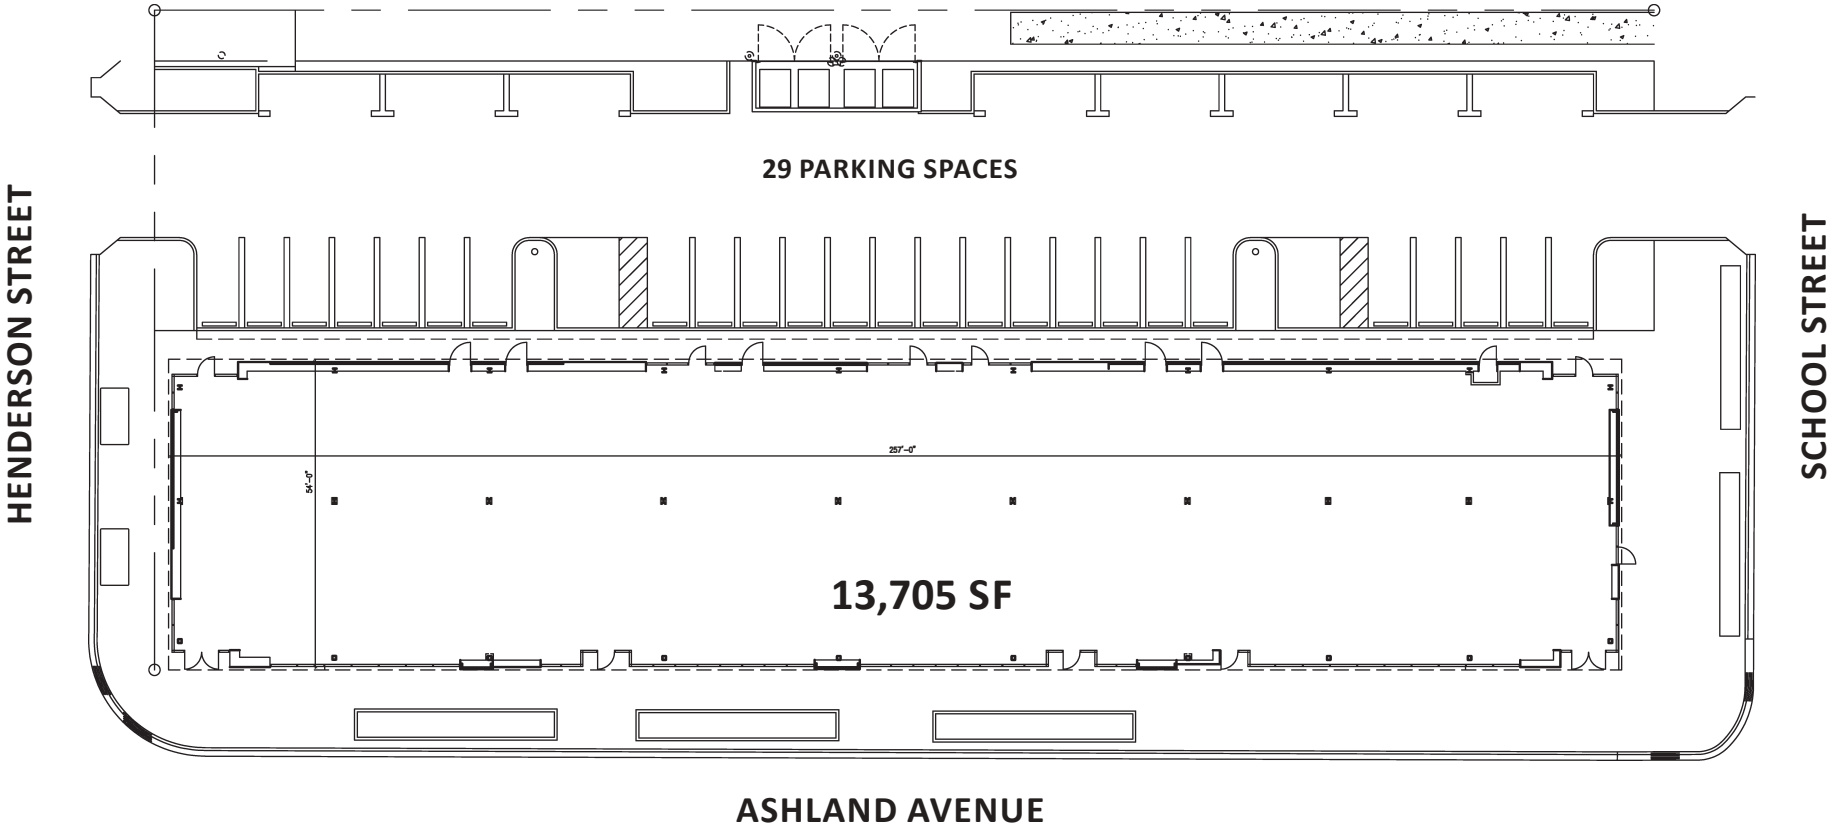 29 PARKING SPACES
HENDERSON STREET
SCHOOL STREET
257'-0"
54'-0"
13,705 SF
ASHLAND AVENUE